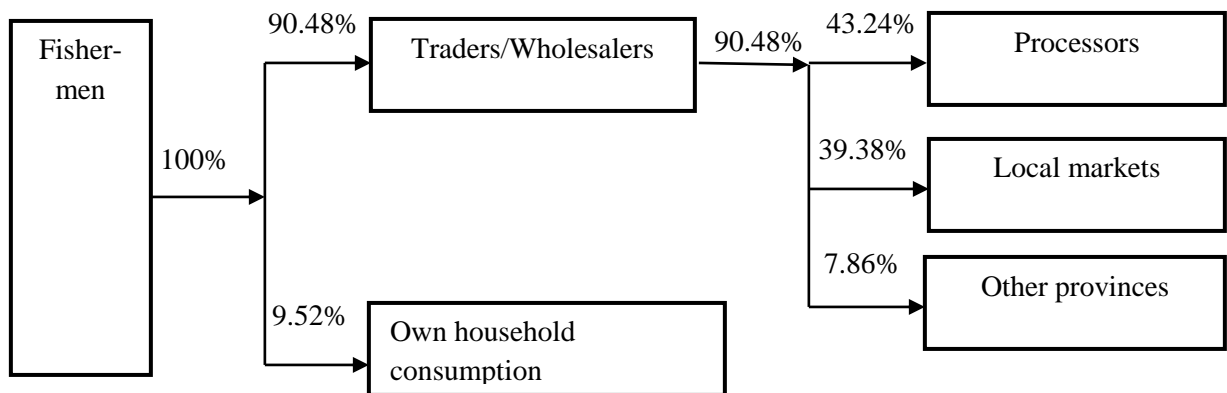 Fisher-
men
100%
90.48%
Traders/Wholesalers
90.48%
43.24%
Processors
39.38%
Local markets
7.86%
Other provinces
9.52%
Own household
consumption